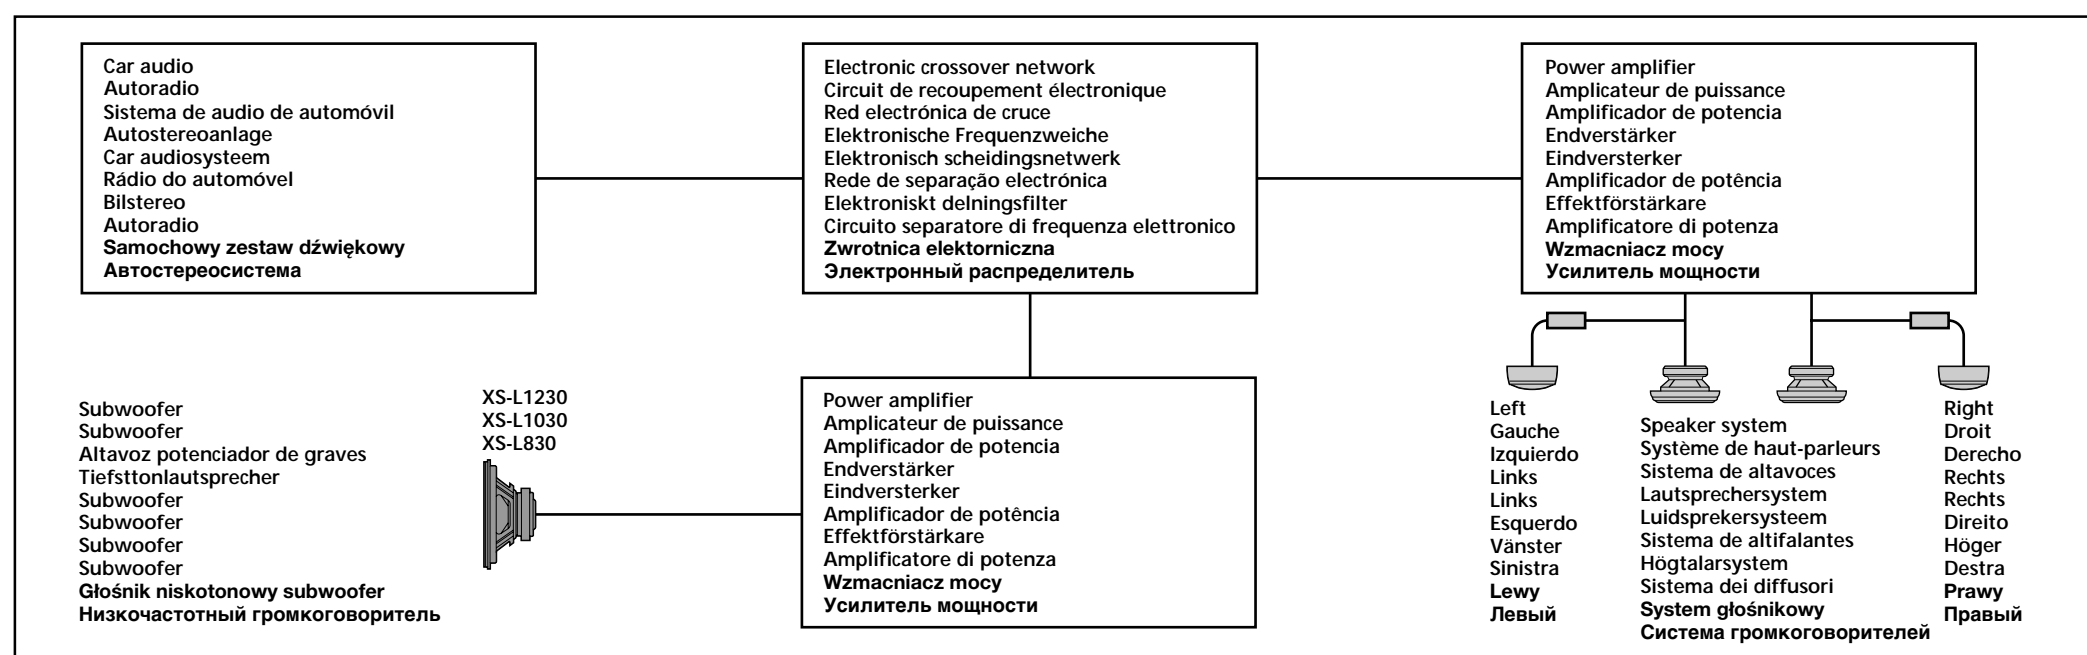 Car audio
Autoradio
Sistema de audio de automóvil
Autostereoanlage
Car audiosysteem
Rádio do automóvel
Bilstereo
Autoradio
Samochowy zestaw dźwiękowy
Автостереосистема
Electronic crossover network
Circuit de recoupement électronique
Red electrónica de cruce
Elektronische Frequenzweiche
Elektronisch scheidingsnetwerk
Rede de separação electrónica
Elektroniskt delningsfilter
Circuito separatore di frequenza elettronico
Zwrotnica elektorniczna
Электронный распределитель
Power amplifier
Amplicateur de puissance
Amplificador de potencia
Endverstärker
Eindversterker
Amplificador de potência
Effektförstärkare
Amplificatore di potenza
Wzmacniacz mocy
Усилитель мощности
Subwoofer
Subwoofer
Altavoz potenciador de graves
Tiefsttonlautsprecher
Subwoofer
Subwoofer
Subwoofer
Subwoofer
Głośnik niskotonowy subwoofer
Низкочастотный громкоговоритель
XS-L1230
XS-L1030
XS-L830
Power amplifier
Amplicateur de puissance
Amplificador de potencia
Endverstärker
Eindversterker
Amplificador de potência
Effektförstärkare
Amplificatore di potenza
Wzmacniacz mocy
Усилитель мощности
Left
Gauche
Izquierdo
Links
Links
Esquerdo
Vänster
Sinistra
Lewy
Левый
Speaker system
Système de haut-parleurs
Sistema de altavoces
Lautsprechersystem
Luidsprekersysteem
Sistema de altifalantes
Högtalarsystem
Sistema dei diffusori
System głośnikowy
Система громкоговорителей
Right
Droit
Derecho
Rechts
Rechts
Direito
Höger
Destra
Prawy
Правый